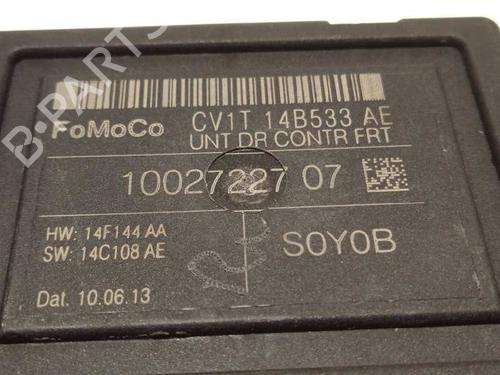 B-PARTS
FoMoCo CV1T 14B533 AE
UNT DR CONTR FRT
10027227 07
HW: 14F144 AA
SW: 14C108 AE
S0Y0B
Dat. 10.06.13